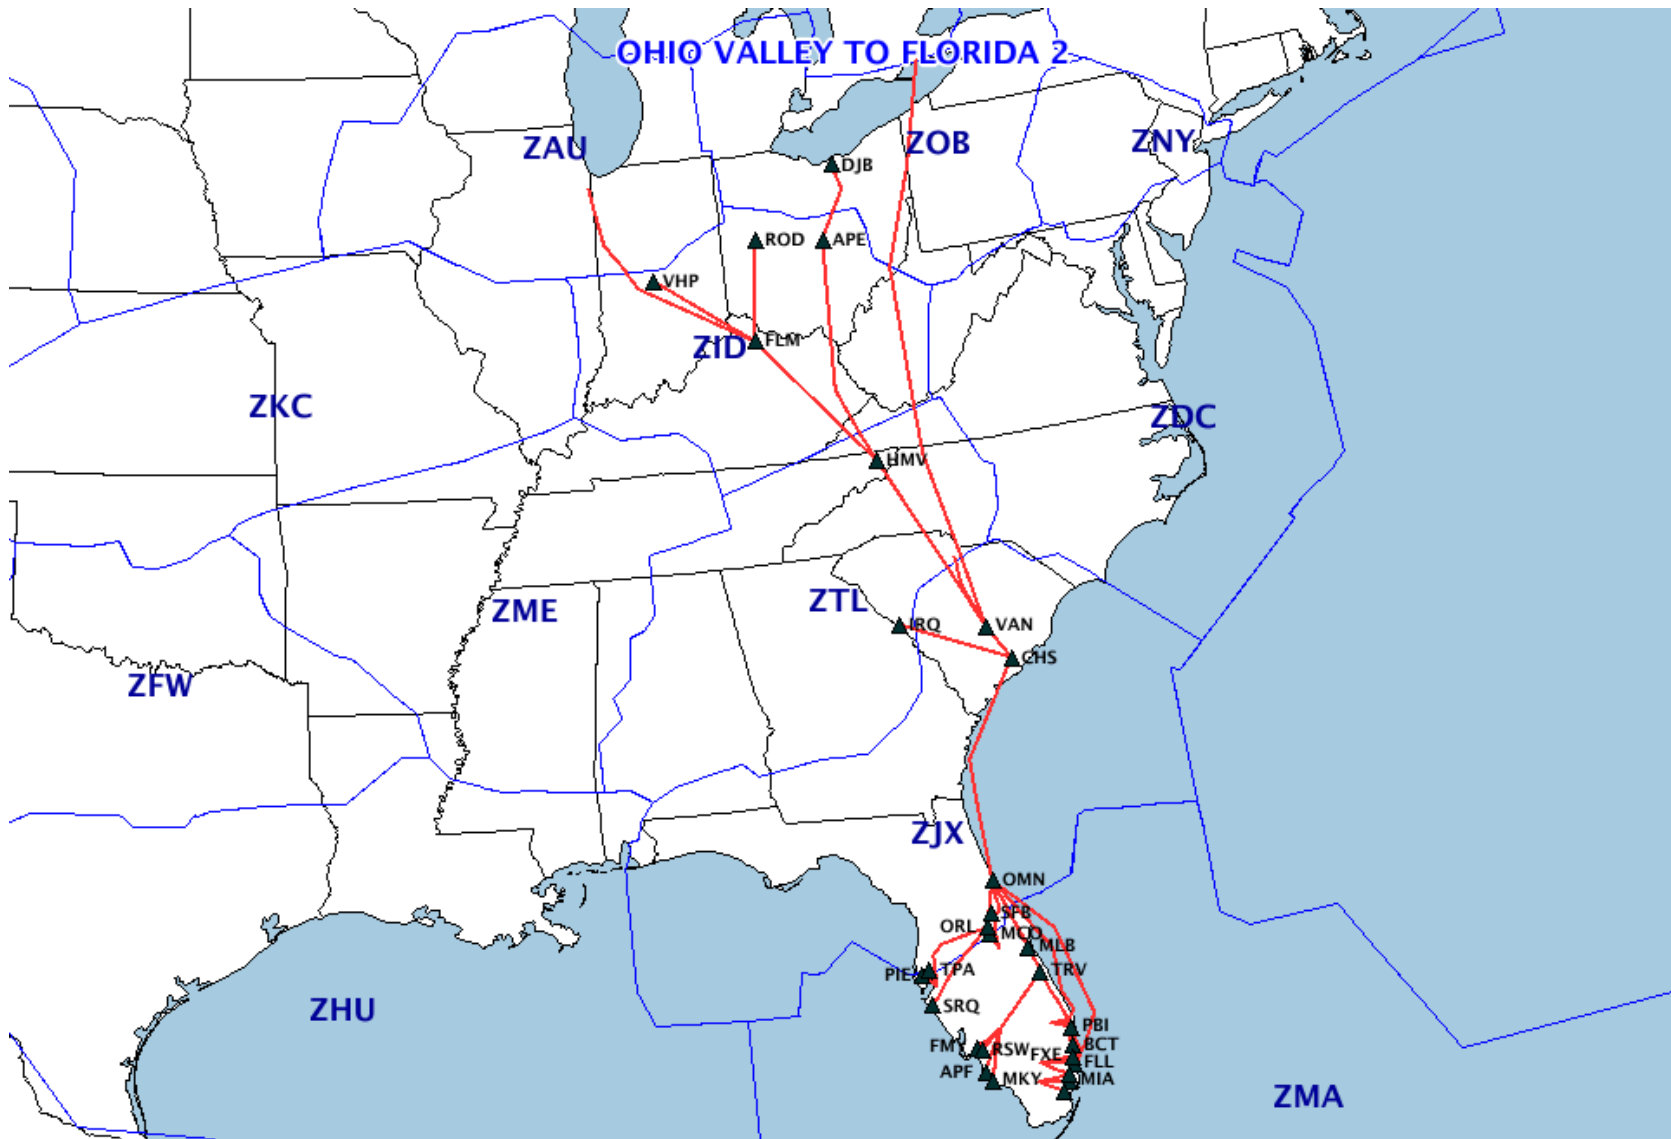 OHIO VALLEY TO FLORIDA 2
ZAU
ZOB
ZNY
DJB
ROD
APE
VHP
FLM
ZID
ZKC
ZDC
HMV
ZME
ZTL
IRQ
VAN
CHS
ZFW
ZJX
OMN
SFB
ORL
MCO
MLB
PIE
TPA
TRV
SRQ
ZHU
PBI
FMY
RSW
FXE
BCT
FLL
APF
MKY
MIA
ZMA